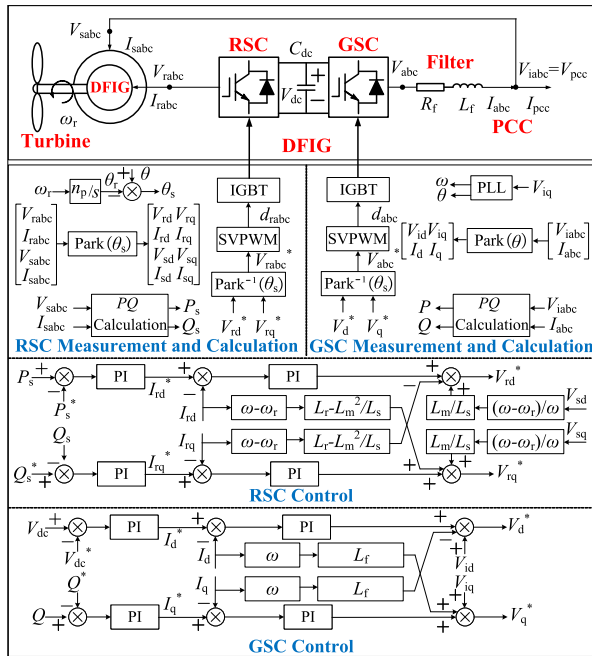 V_sabc
I_sabc
RSC
C_dc
GSC
Filter
V_rabc
V_abc
V_iabc=V_pcc
DFIG
+
V_dc
−
ω_r
I_rabc
R_f
L_f
I_abc
I_pcc
Turbine
PCC
DFIG
ω_r
n_p/s
θ_r
+
−
θ
θ_s
V_rabc
I_rabc
V_sabc
I_sabc
Park(θ_s)
V_rd V_rq
I_rd I_rq
V_sd V_sq
I_sd I_sq
V_sabc
I_sabc
PQ
Calculation
P_s
Q_s
IGBT
d_rabc
SVPWM
V_rabc*
Park⁻¹(θ_s)
V_rd*
V_rq*
RSC Measurement and Calculation
IGBT
d_abc
SVPWM
V_abc*
Park⁻¹(θ_s)
V_d*
V_q*
ω
θ
PLL
V_iq
V_id V_iq
I_d I_q
Park(θ)
V_iabc
I_abc
P
Q
PQ
Calculation
V_iabc
I_abc
GSC Measurement and Calculation
P_s
+
−
P_s*
PI
I_rd*
+
−
PI
+
−
+
V_rd*
I_rd
ω-ω_r
L_r-L_m²/L_s
L_m/L_s
(ω-ω_r)/ω
V_sd
Q_s
I_rq
ω-ω_r
L_r-L_m²/L_s
L_m/L_s
(ω-ω_r)/ω
V_sq
Q_s*
−
+
PI
I_rq*
−
+
PI
+
+
+
V_rq*
RSC Control
V_dc
+
−
V_dc*
PI
I_d*
+
−
PI
+
−
+
V_d*
I_d
ω
L_f
V_id
Q*
I_q
ω
L_f
V_iq
Q
−
+
PI
I_q*
−
+
PI
+
+
+
V_q*
GSC Control